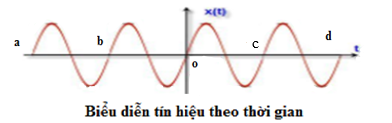 x(t)
a b c d
t
o
Biểu diễn tín hiệu theo thời gian